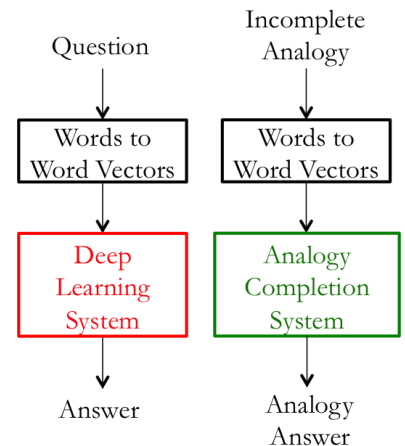 Question
Words to
Word Vectors
Deep
Learning
System
Answer
Incomplete
Analogy
Words to
Word Vectors
Analogy
Completion
System
Analogy
Answer